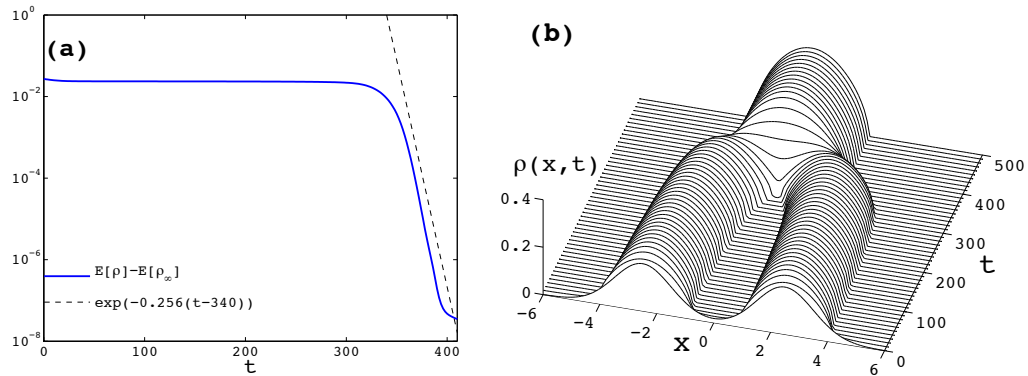 (a)
10^0
10^−2
10^−4
10^−6
10^−8
E[ρ]−E[ρ_∞]
exp(−0.256(t−340))
0 100 200 300 400
t
(b)
ρ(x,t)
0.4
0.2
0
−6 −4 −2 0 2 4 6
x
0 100 200 300 400 500
t